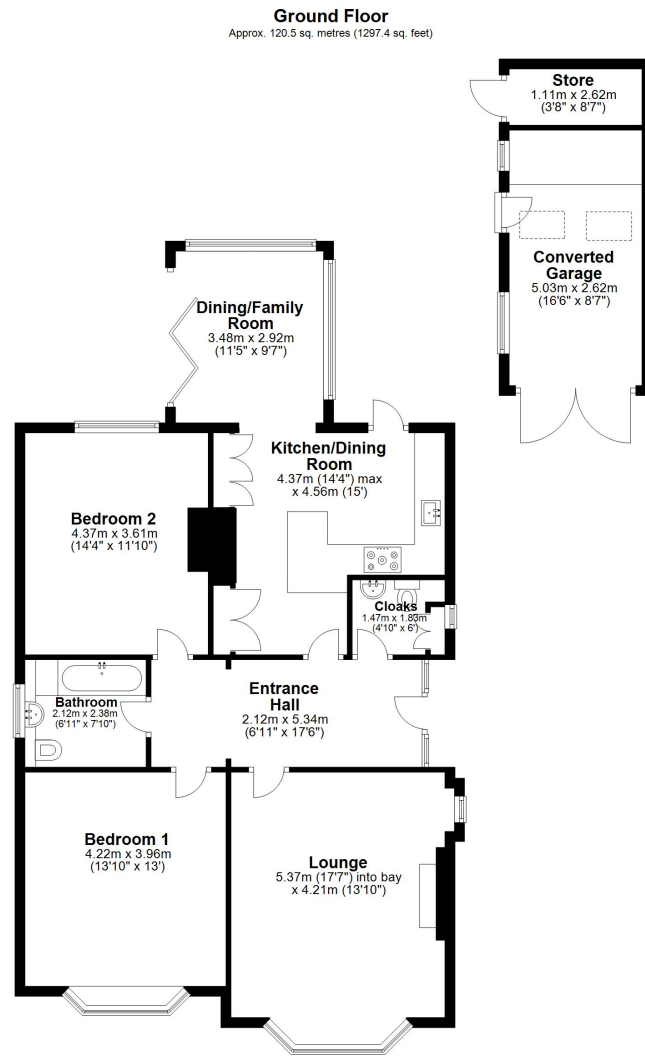 Ground Floor
Approx. 120.5 sq. metres (1297.4 sq. feet)
Store
1.11m x 2.62m
(3'8" x 8'7")
Converted
Garage
5.03m x 2.62m
(16'6" x 8'7")
Dining/Family
Room
3.48m x 2.92m
(11'5" x 9'7")
Kitchen/Dining
Room
4.37m (14'4") max
x 4.56m (15')
Bedroom 2
4.37m x 3.61m
(14'4" x 11'10")
Cloaks
1.47m x 1.83m
(4'10" x 6')
Entrance
Hall
2.12m x 5.34m
(6'11" x 17'6")
Bathroom
2.12m x 2.38m
(6'11" x 7'10")
Bedroom 1
4.22m x 3.96m
(13'10" x 13')
Lounge
5.37m (17'7") into bay
x 4.21m (13'10")